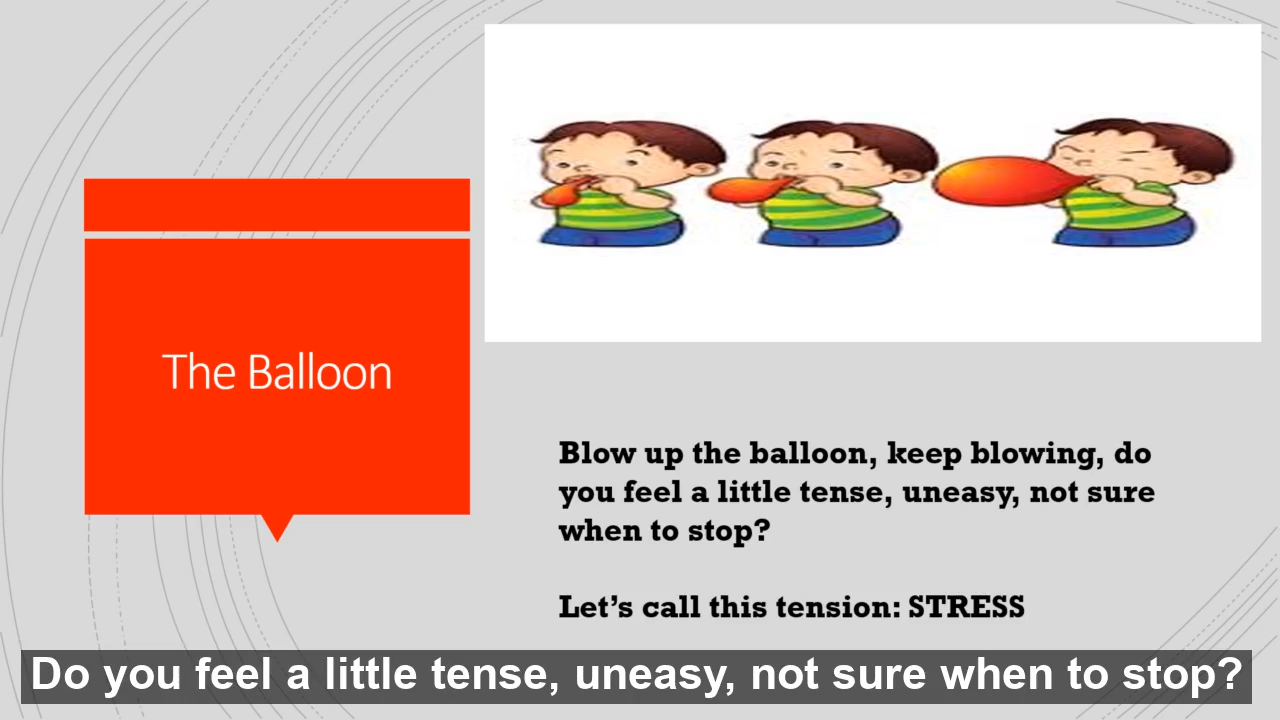 The Balloon
Blow up the balloon, keep blowing, do
you feel a little tense, uneasy, not sure
when to stop?
Let’s call this tension: STRESS
Do you feel a little tense, uneasy, not sure when to stop?